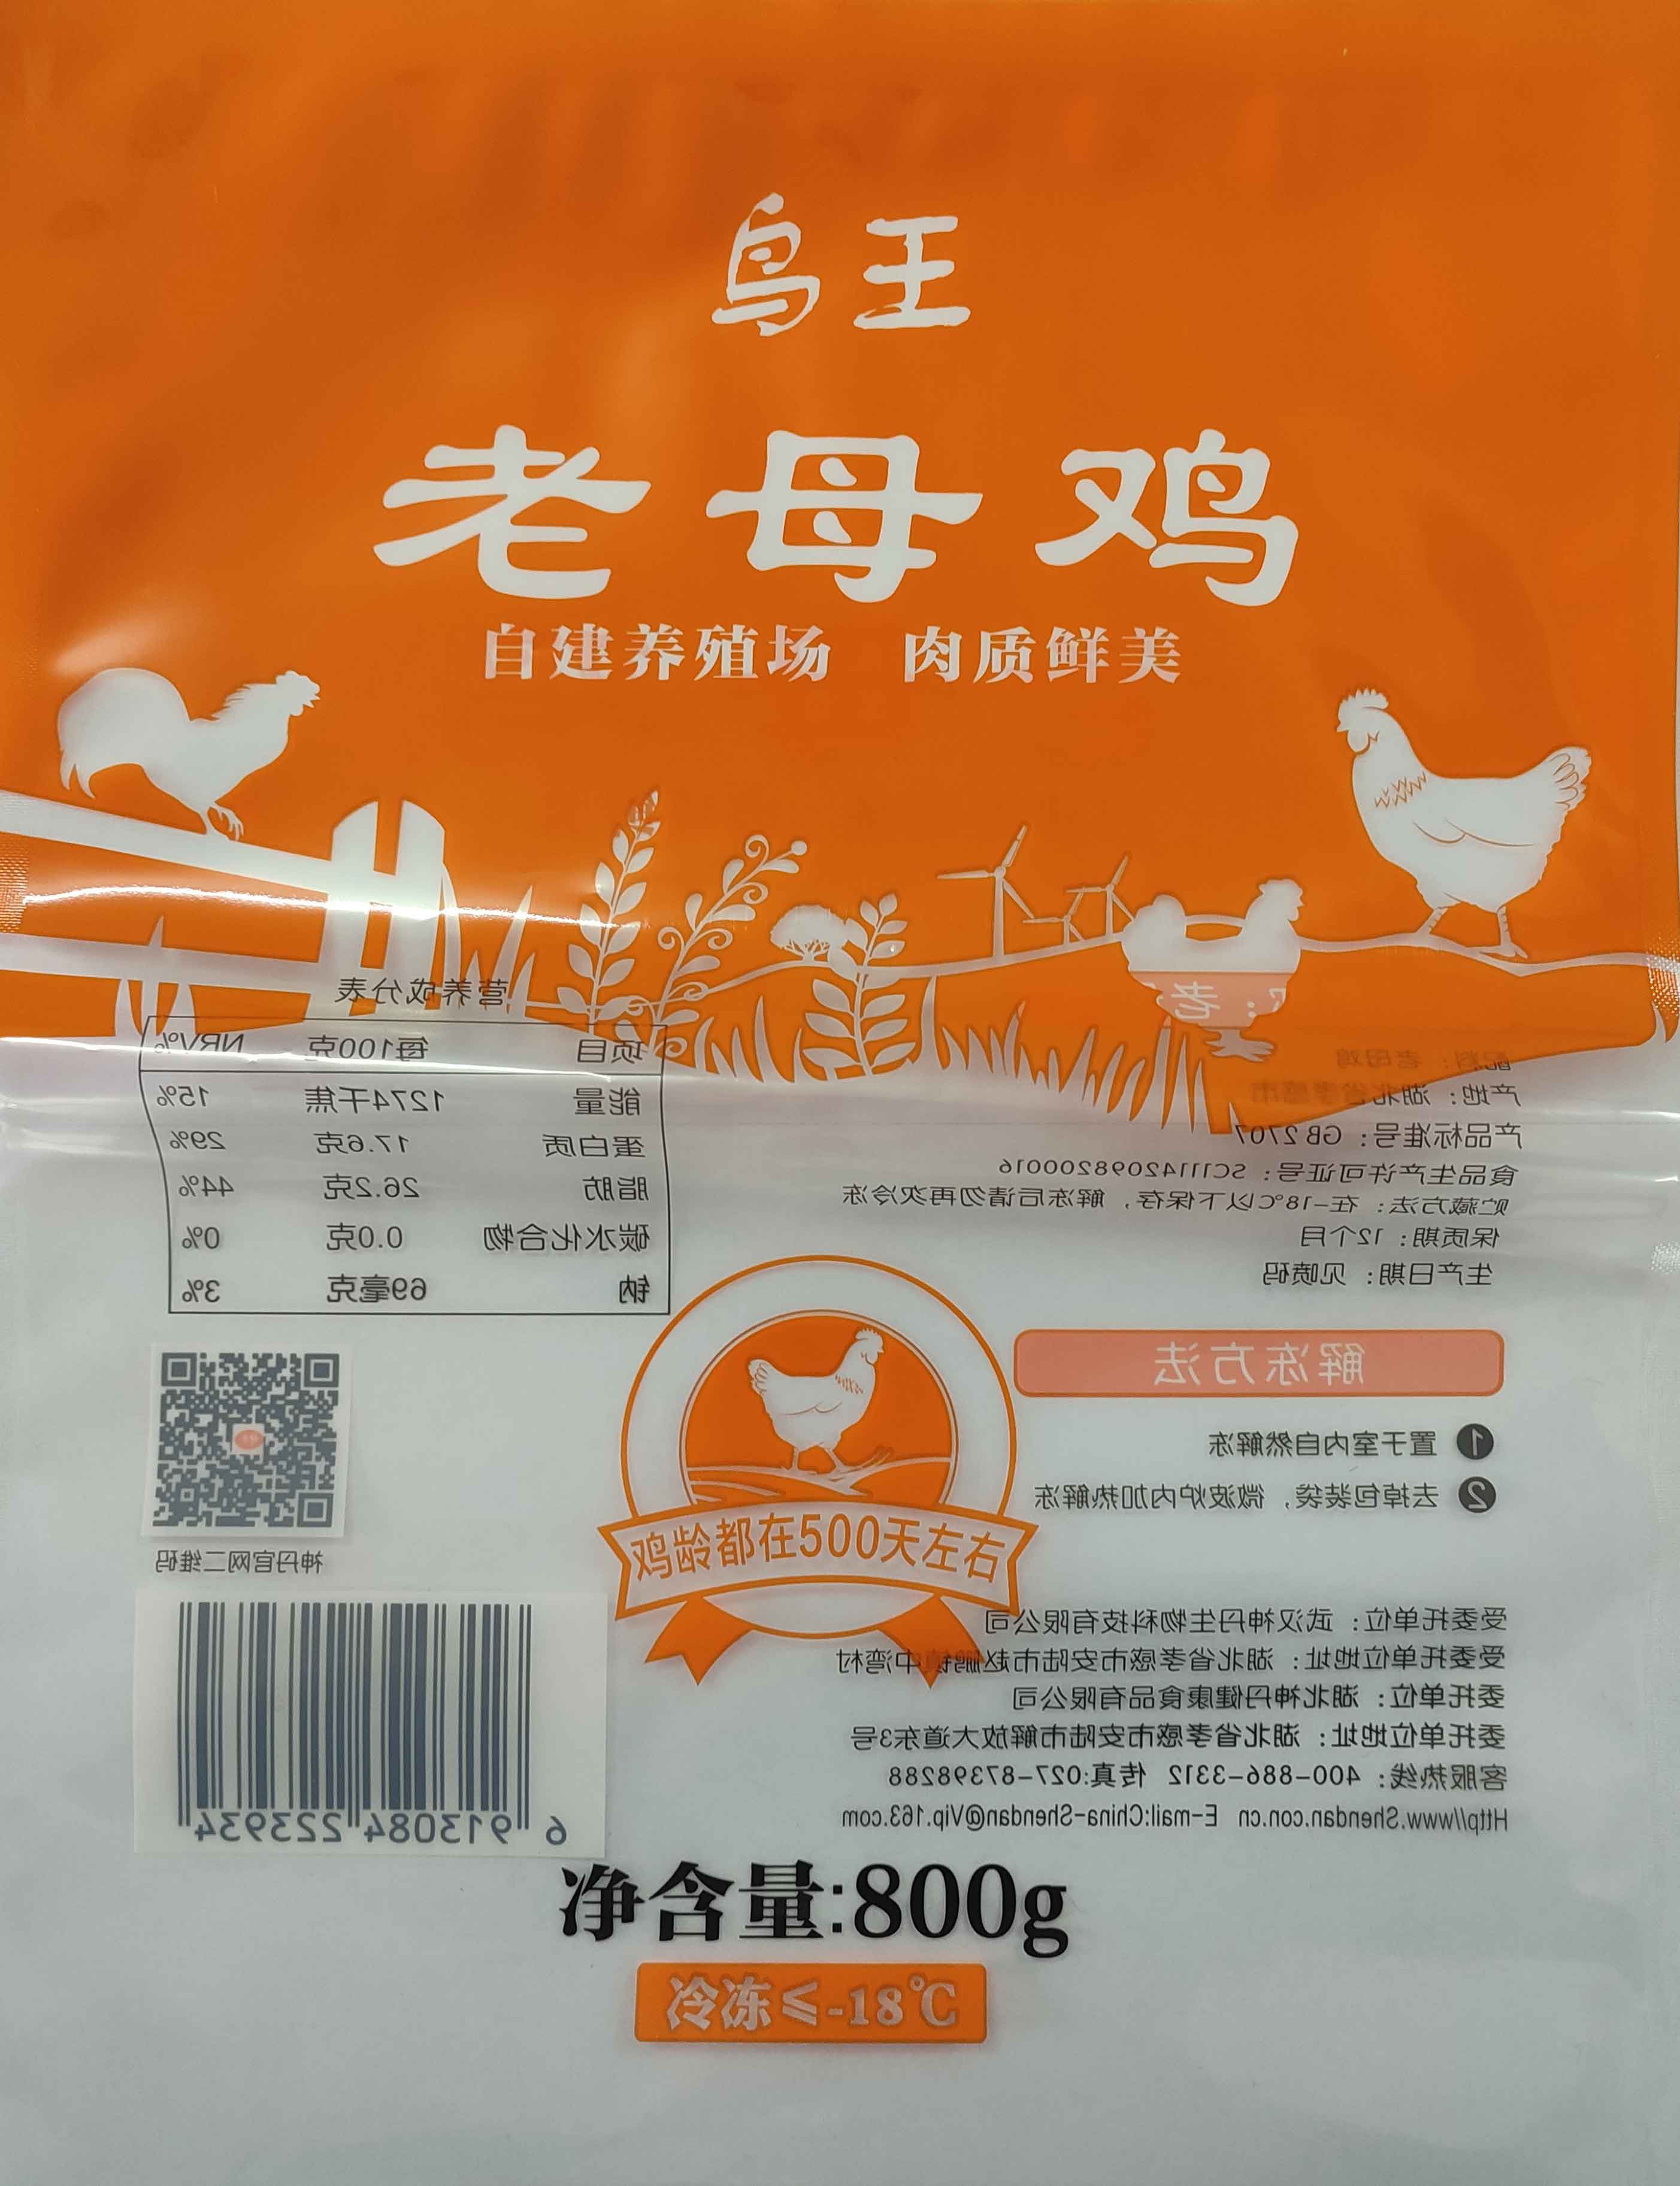 鸟王
老母鸡
自建养殖场 肉质鲜美
营养成分表
项目 每100克 NRV%
能量 1274千焦 15%
蛋白质 17.6克 29%
脂肪 26.2克 44%
碳水化合物 0.0克 0%
钠 69毫克 3%
配料：老母鸡
产地：湖北省孝感市
产品标准号：GB 2707
食品生产许可证号：SC11142098200016
贮藏方法：在-18℃以下保存，解冻后请勿再次冷冻
保质期：12个月
生产日期：见喷码
解冻方法
1 置于室内自然解冻
2 去掉包装袋，微波炉内加热解冻
神丹官网二维码
鸡龄都在500天左右
受委托单位：武汉神丹生物科技有限公司
受委托单位地址：湖北省孝感市安陆市赵鹏镇中湾村
委托单位：湖北神丹健康食品有限公司
委托单位地址：湖北省孝感市安陆市解放大道东3号
客服热线：400-886-3312 传真:027-87398288
Http//www.Shendan.con.cn E-mail:China-Shendan@Vip.163.com
6 913084 223934
净含量:800g
冷冻≤-18℃